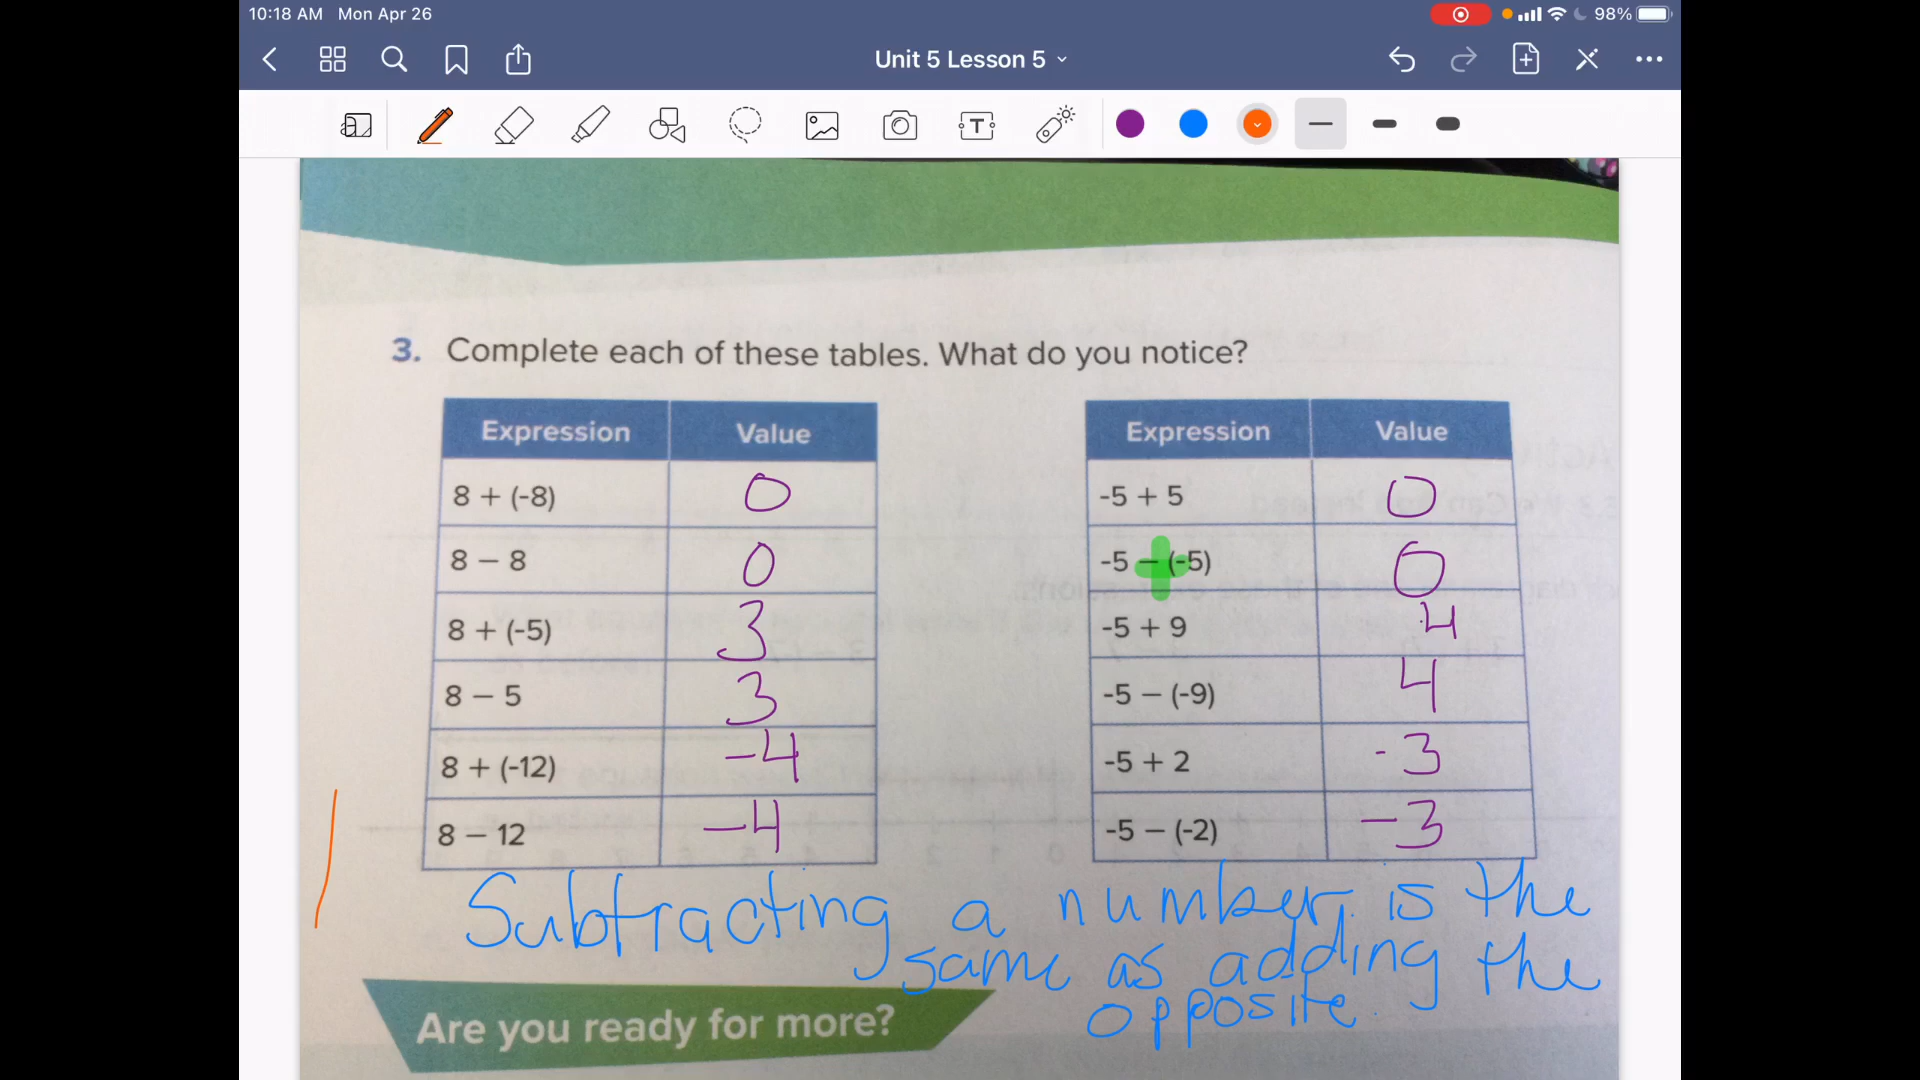 10:18 AM Mon Apr 26
98%
Unit 5 Lesson 5
3. Complete each of these tables. What do you notice?
Expression Value
8 + (-8) 0
8 − 8 0
8 + (-5) 3
8 − 5 3
8 + (-12) -4
8 − 12 -4
Expression Value
-5 + 5 0
-5 − (-5) 0
-5 + 9 4
-5 − (-9) 4
-5 + 2 -3
-5 − (-2) -3
Subtracting a number is the
same as adding the
opposite.
Are you ready for more?